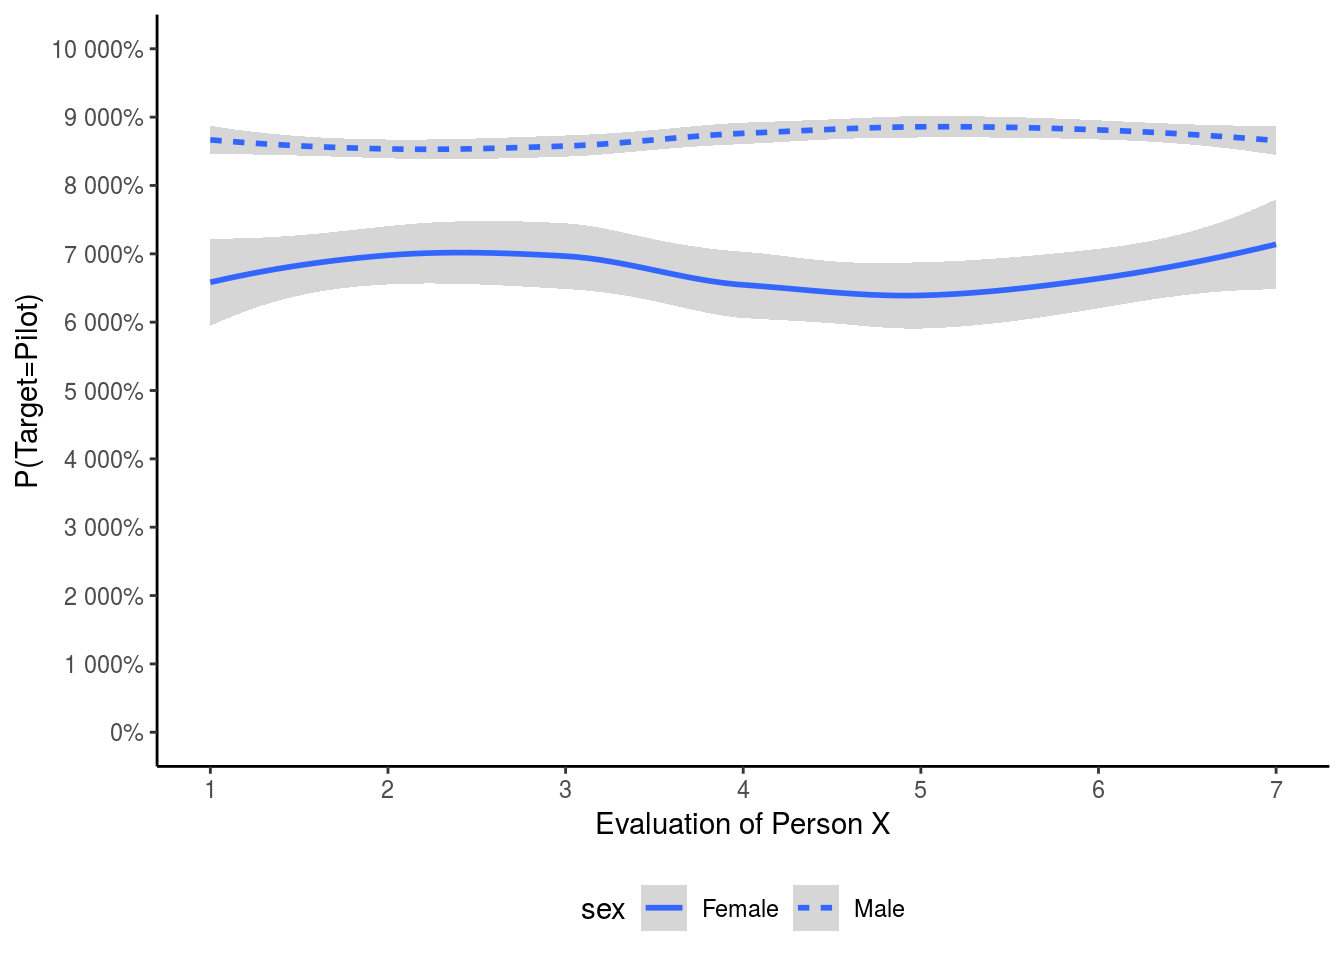 10 000%
9 000%
8 000%
7 000%
6 000%
5 000%
4 000%
3 000%
2 000%
1 000%
0%
P(Target=Pilot)
1 2 3 4 5 6 7
Evaluation of Person X
sex Female Male